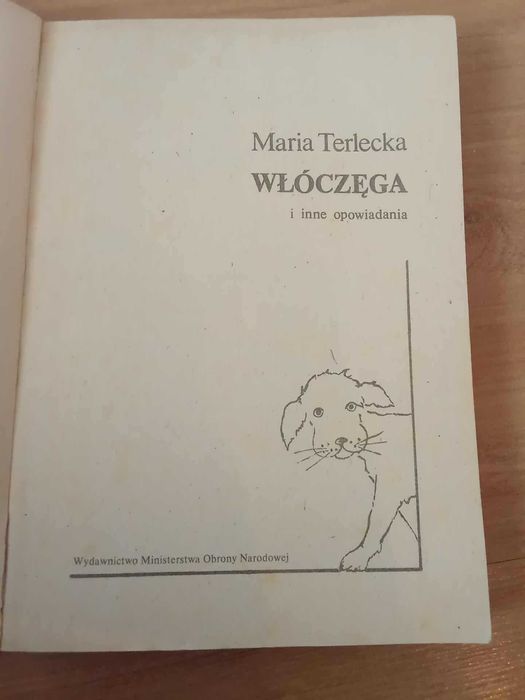 Maria Terlecka
WŁÓCZĘGA
i inne opowiadania
Wydawnictwo Ministerstwa Obrony Narodowej